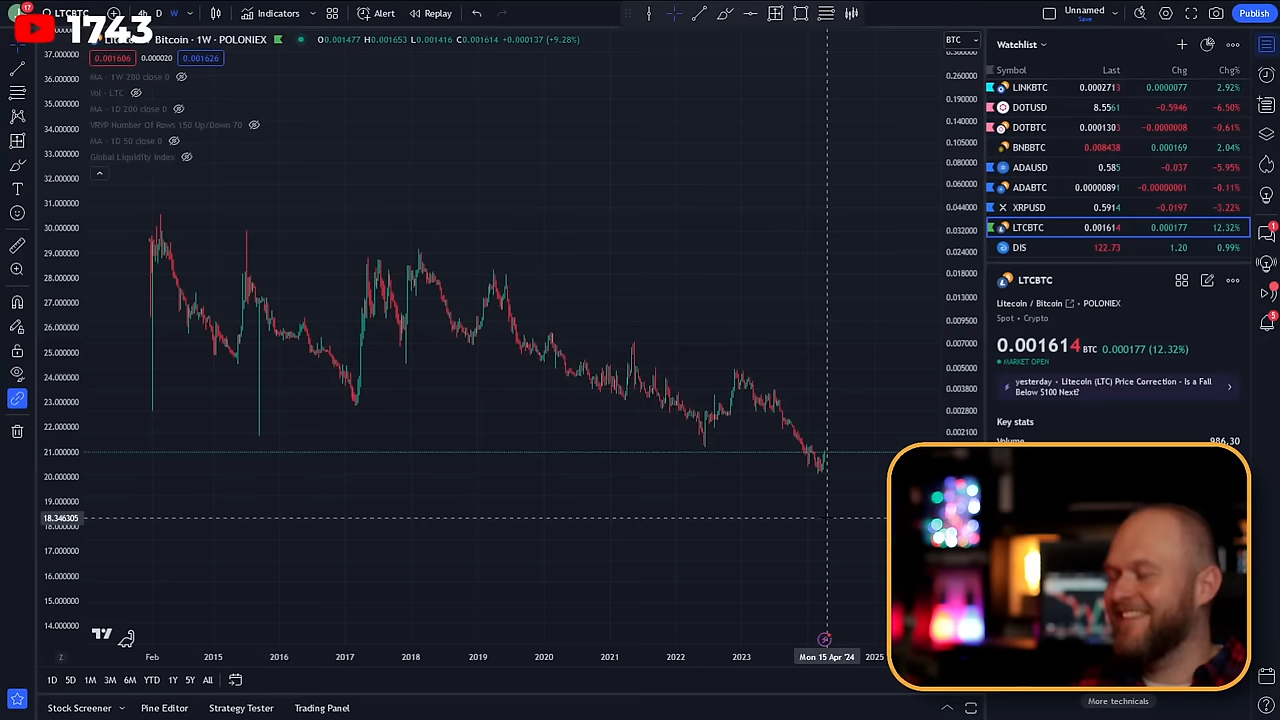 17
LTCBTC
4h D W
Indicators
Alert
Replay
Unnamed
Save
Publish
1743
Bitcoin · 1W · POLONIEX
O0.001477 H0.001653 L0.001416 C0.001614 +0.000137 (+9.28%)
0.001606 0.000020 0.001626
MA · 1W 200 close 0
Vol · LTC
MA · 1D 200 close 0
VRVP Number Of Rows 150 Up/Down 70
MA · 1D 50 close 0
Global Liquidity Index
37.000000
36.000000
35.000000
34.000000
33.000000
32.000000
31.000000
30.000000
29.000000
28.000000
27.000000
26.000000
25.000000
24.000000
23.000000
22.000000
21.000000
20.000000
19.000000
18.346305
18.000000
17.000000
16.000000
15.000000
14.000000
BTC
0.260000
0.190000
0.140000
0.105000
0.080000
0.060000
0.044000
0.032000
0.024000
0.018000
0.013000
0.009500
0.007000
0.005000
0.003800
0.002800
0.002100
Z
Feb 2015 2016 2017 2018 2019 2020 2021 2022 2023 Mon 15 Apr '24 2025
1D 5D 1M 3M 6M YTD 1Y 5Y All
Stock Screener
Pine Editor
Strategy Tester
Trading Panel
Watchlist
Symbol Last Chg Chg%
LINKBTC 0.0002713 0.0000077 2.92%
DOTUSD 8.5561 −0.5946 −6.50%
DOTBTC 0.0001303 −0.0000008 −0.61%
BNBBTC 0.008438 0.000169 2.04%
ADAUSD 0.585 −0.037 −5.95%
ADABTC 0.00000891 −0.00000001 −0.11%
XRPUSD 0.5914 −0.0197 −3.22%
LTCBTC 0.001614 0.000177 12.32%
DIS 122.73 1.20 0.99%
LTCBTC
Litecoin / Bitcoin · POLONIEX
Spot · Crypto
0.001614 BTC 0.000177 (12.32%)
MARKET OPEN
yesterday · Litecoin (LTC) Price Correction - Is a Fall
Below $100 Next?
Key stats
Volume 986.30
More technicals
1
5